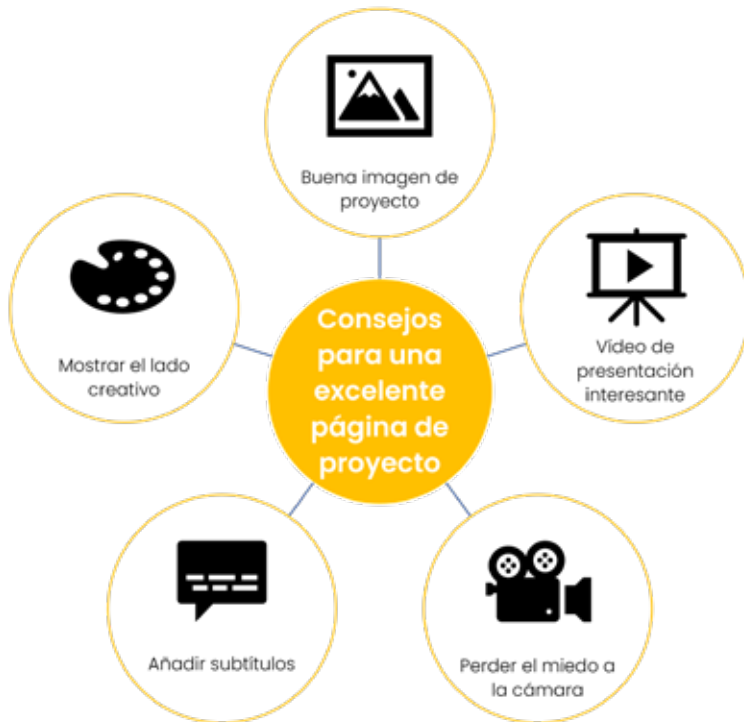 Buena imagen de
proyecto
Mostrar el lado
creativo
Consejos
para una
excelente
página de
proyecto
Vídeo de
presentación
interesante
Añadir subtítulos
Perder el miedo a
la cámara